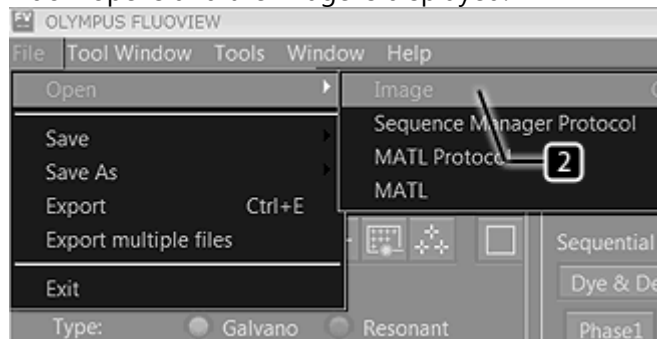 OLYMPUS FLUOVIEW
File Tool Window Tools Window Help
Open Image
Sequence Manager Protocol
Save
MATL Protocol
2
Save As
MATL
Export Ctrl+E
Export multiple files
Sequential
Exit
Dye & De
Type: Galvano Resonant
Phase1